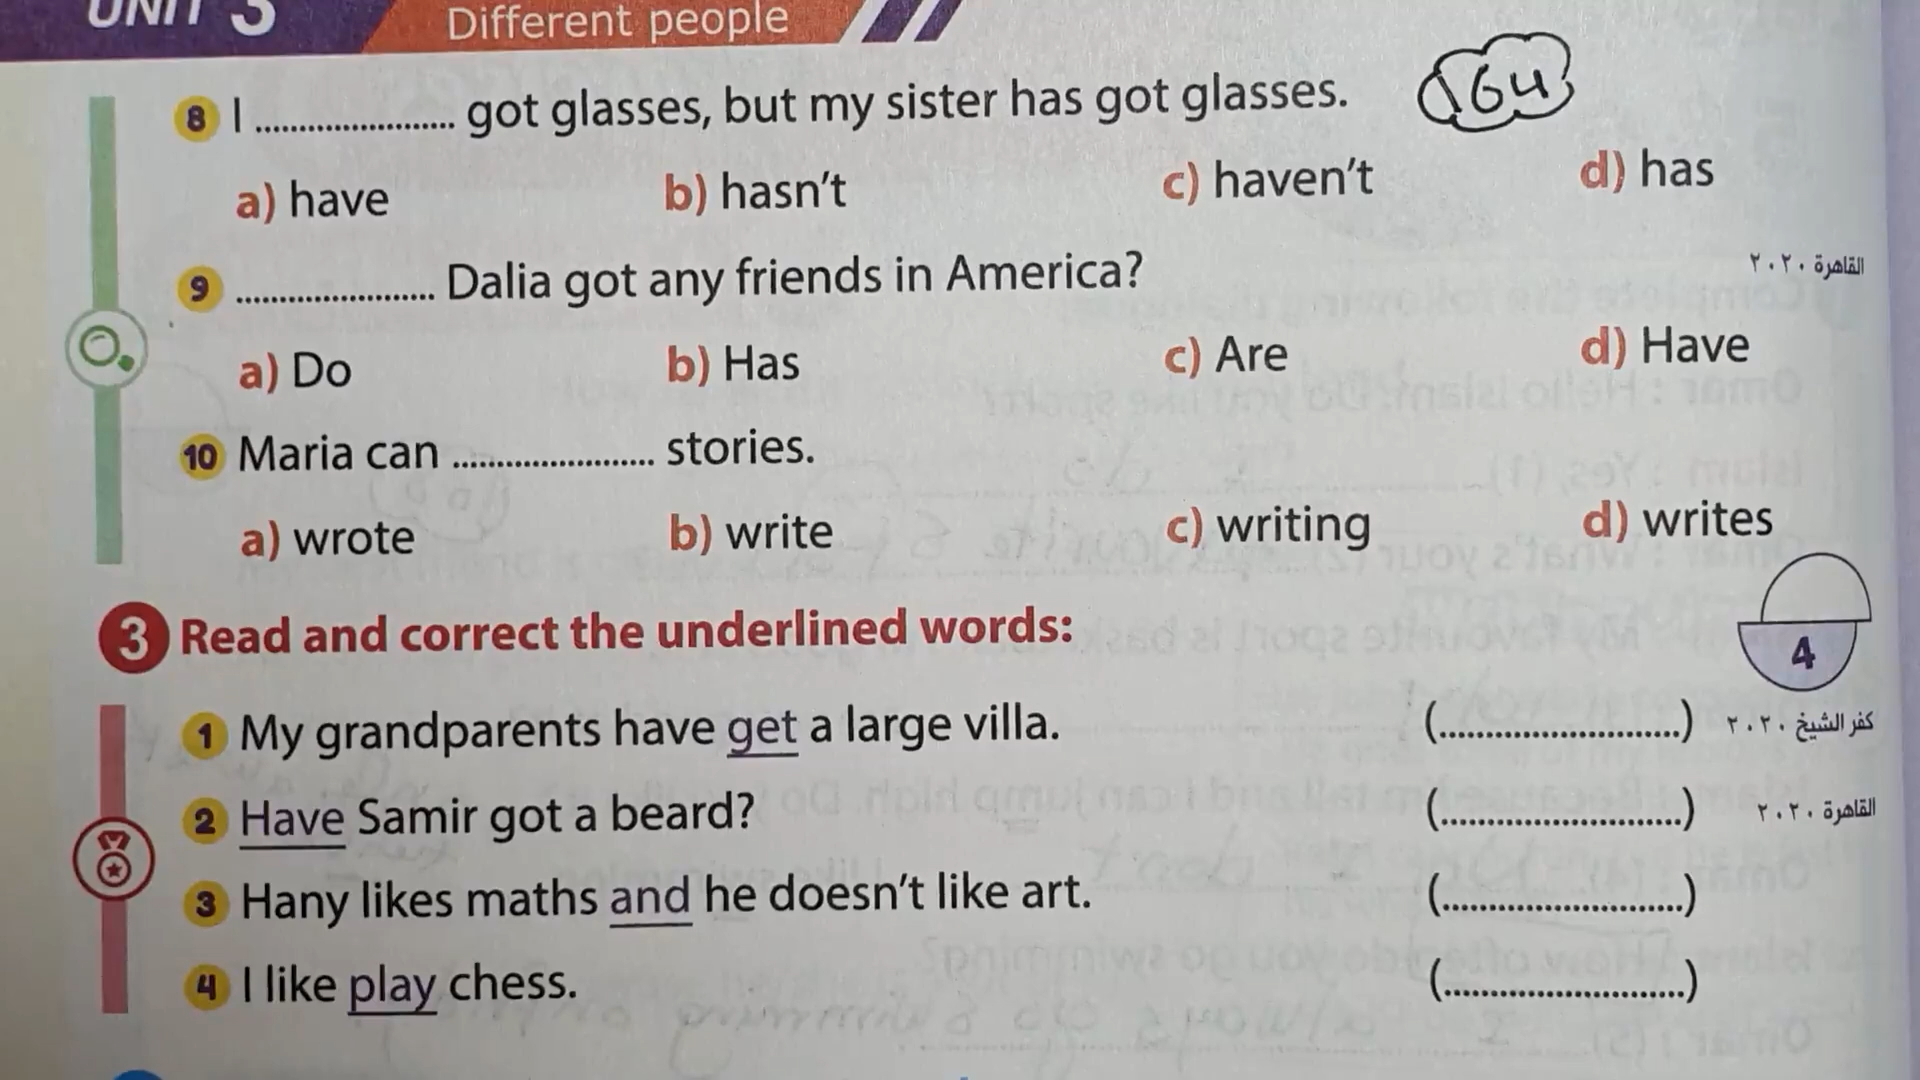 UNIT 3 Different people
8 I ...................... got glasses, but my sister has got glasses.
164
a) have b) hasn't c) haven't d) has
9 ...................... Dalia got any friends in America? القاهرة ٢٠٢٠
a) Do b) Has c) Are d) Have
10 Maria can ...................... stories.
a) wrote b) write c) writing d) writes
3 Read and correct the underlined words:
4
1 My grandparents have get a large villa. (..........................) كفر الشيخ ٢٠٢٠
2 Have Samir got a beard? (..........................) القاهرة ٢٠٢٠
3 Hany likes maths and he doesn't like art. (..........................)
4 I like play chess. (..........................)